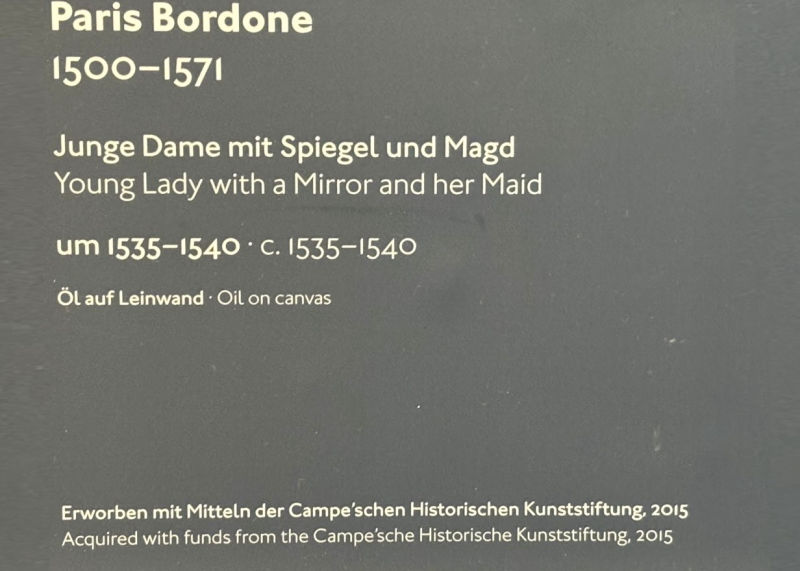 Paris Bordone
1500–1571
Junge Dame mit Spiegel und Magd
Young Lady with a Mirror and her Maid
um 1535–1540 · c. 1535–1540
Öl auf Leinwand · Oil on canvas
Erworben mit Mitteln der Campe’schen Historischen Kunststiftung, 2015
Acquired with funds from the Campe’sche Historische Kunststiftung, 2015